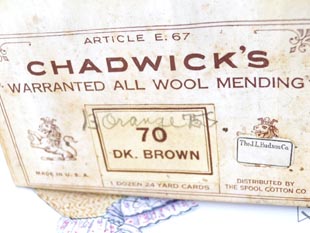 ARTICLE E. 67
CHADWICK'S
WARRANTED ALL WOOL MENDING
Orange
70
DK. BROWN
The J.L. Hudson Co.
MADE IN U.S.A.
1 DOZEN 24 YARD CARDS
DISTRIBUTED BY
THE SPOOL COTTON CO